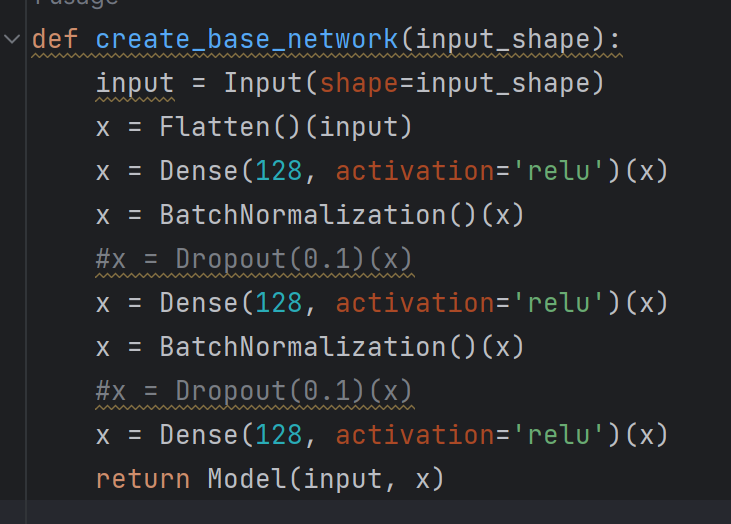 def create_base_network(input_shape):
    input = Input(shape=input_shape)
    x = Flatten()(input)
    x = Dense(128, activation='relu')(x)
    x = BatchNormalization()(x)
    #x = Dropout(0.1)(x)
    x = Dense(128, activation='relu')(x)
    x = BatchNormalization()(x)
    #x = Dropout(0.1)(x)
    x = Dense(128, activation='relu')(x)
    return Model(input, x)